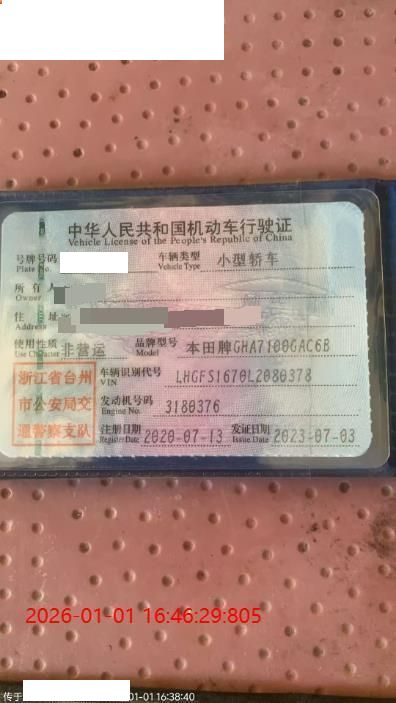 中华人民共和国机动车行驶证
Vehicle License of the People's Republic of China
号牌号码 车辆类型 小型轿车
Plate No. Vehicle Type
所有人
Owner
住 址
Address
使用性质 非营运 品牌型号 本田牌GHA7100GAC6B
Use Character Model
浙江省台州 车辆识别代号 LHGFS1670L2080378
VIN
市公安局交 发动机号码 3180376
Engine No.
通警察支队 注册日期 2020-07-13 发证日期 2023-07-03
Register Date Issue Date
2026-01-01 16:46:29:805
传于 01-01 16:38:40